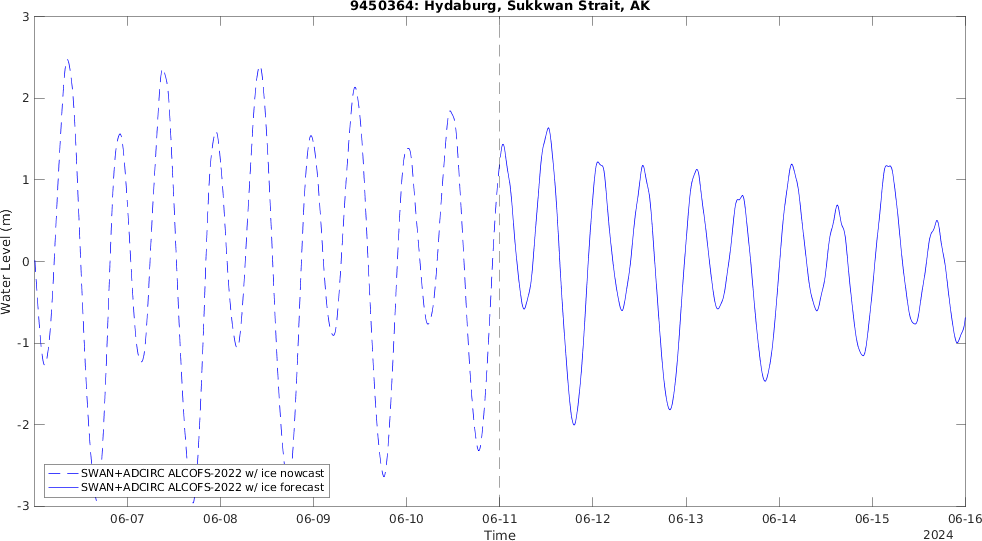 9450364: Hydaburg, Sukkwan Strait, AK
3
2
1
0
-1
-2
-3
Water Level (m)
SWAN+ADCIRC ALCOFS-2022 w/ ice nowcast
SWAN+ADCIRC ALCOFS-2022 w/ ice forecast
06-07 06-08 06-09 06-10 06-11 06-12 06-13 06-14 06-15 06-16
Time
2024